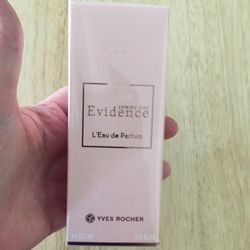 comme une
Evidence
L'Eau de Parfum
YVES ROCHER